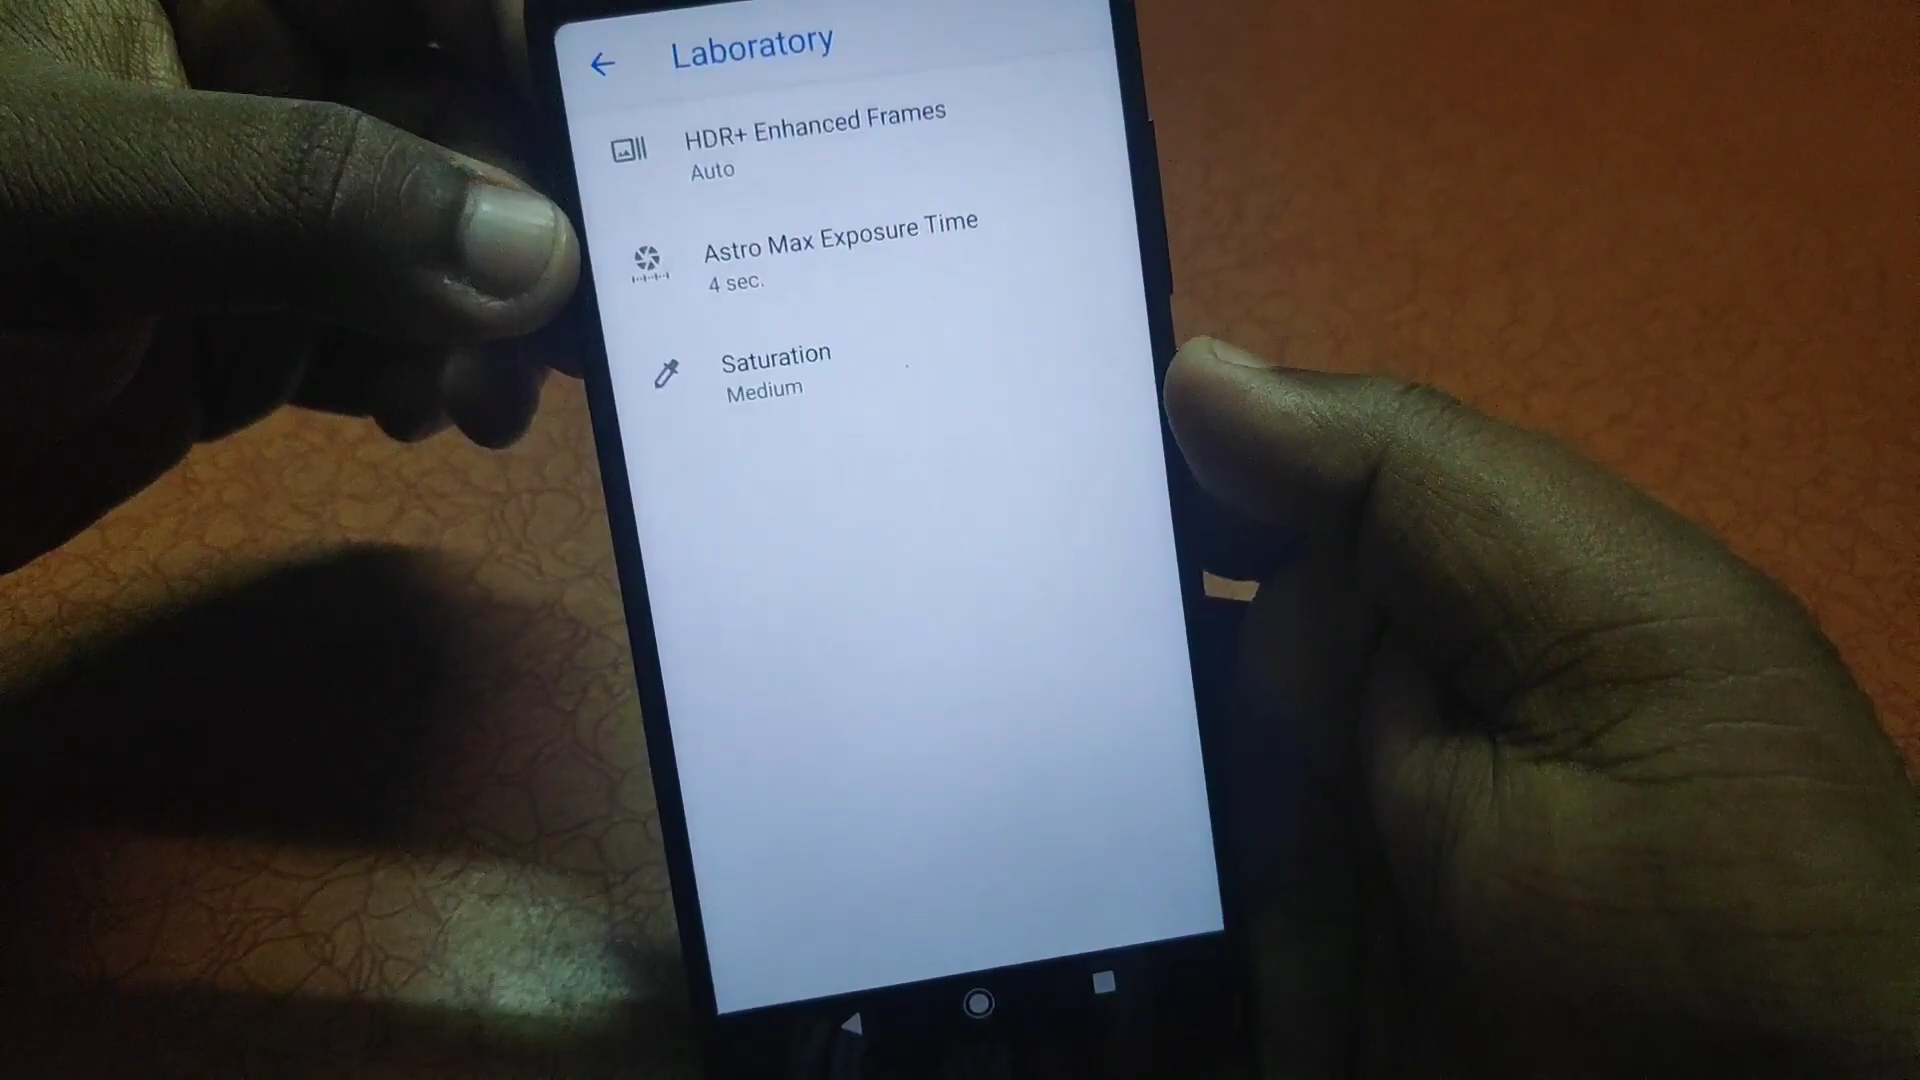 Laboratory
HDR+ Enhanced Frames
Auto
Astro Max Exposure Time
4 sec.
Saturation
Medium